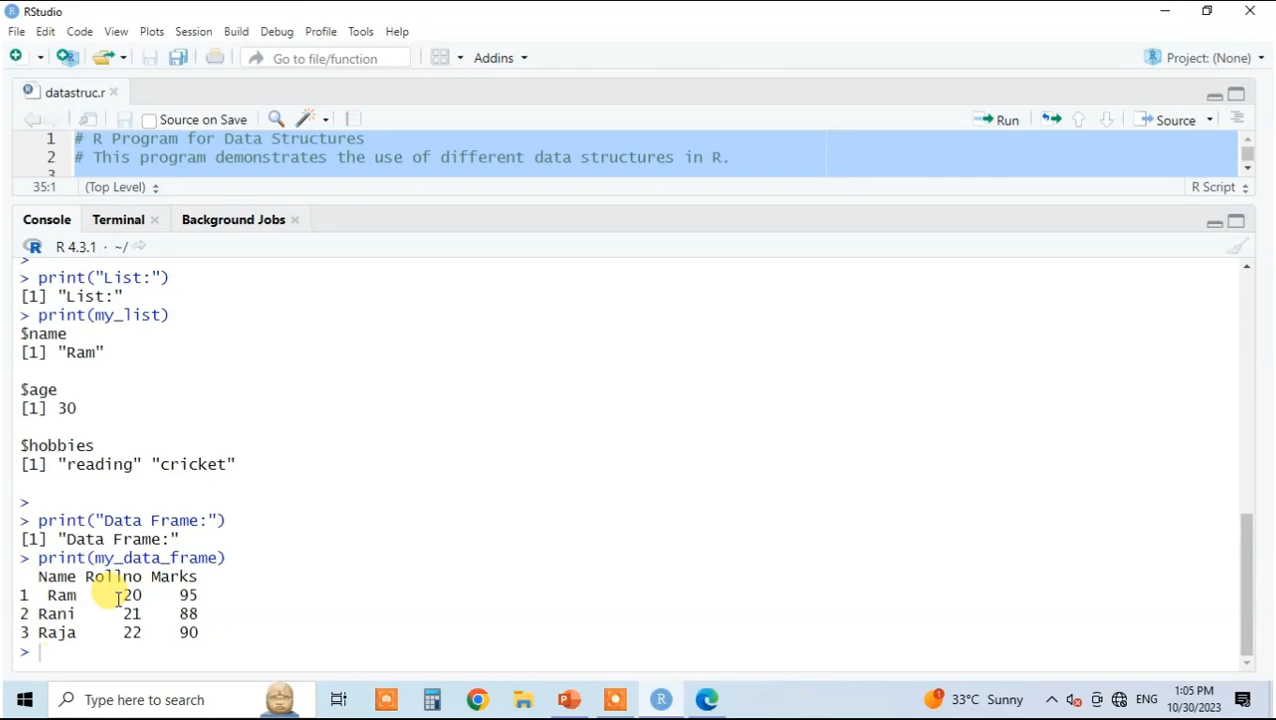 RStudio
File Edit Code View Plots Session Build Debug Profile Tools Help
Go to file/function Addins Project: (None)
datastruc.r
Source on Save Run Source
1 # R Program for Data Structures
2 # This program demonstrates the use of different data structures in R.
3
35:1 (Top Level) R Script
Console Terminal Background Jobs
R 4.3.1 · ~/
>
> print("List:")
[1] "List:"
> print(my_list)
$name
[1] "Ram"
$age
[1] 30
$hobbies
[1] "reading" "cricket"
>
> print("Data Frame:")
[1] "Data Frame:"
> print(my_data_frame)
Name Rollno Marks
1 Ram 20 95
2 Rani 21 88
3 Raja 22 90
>
Type here to search 33°C Sunny ENG 1:05 PM
10/30/2023